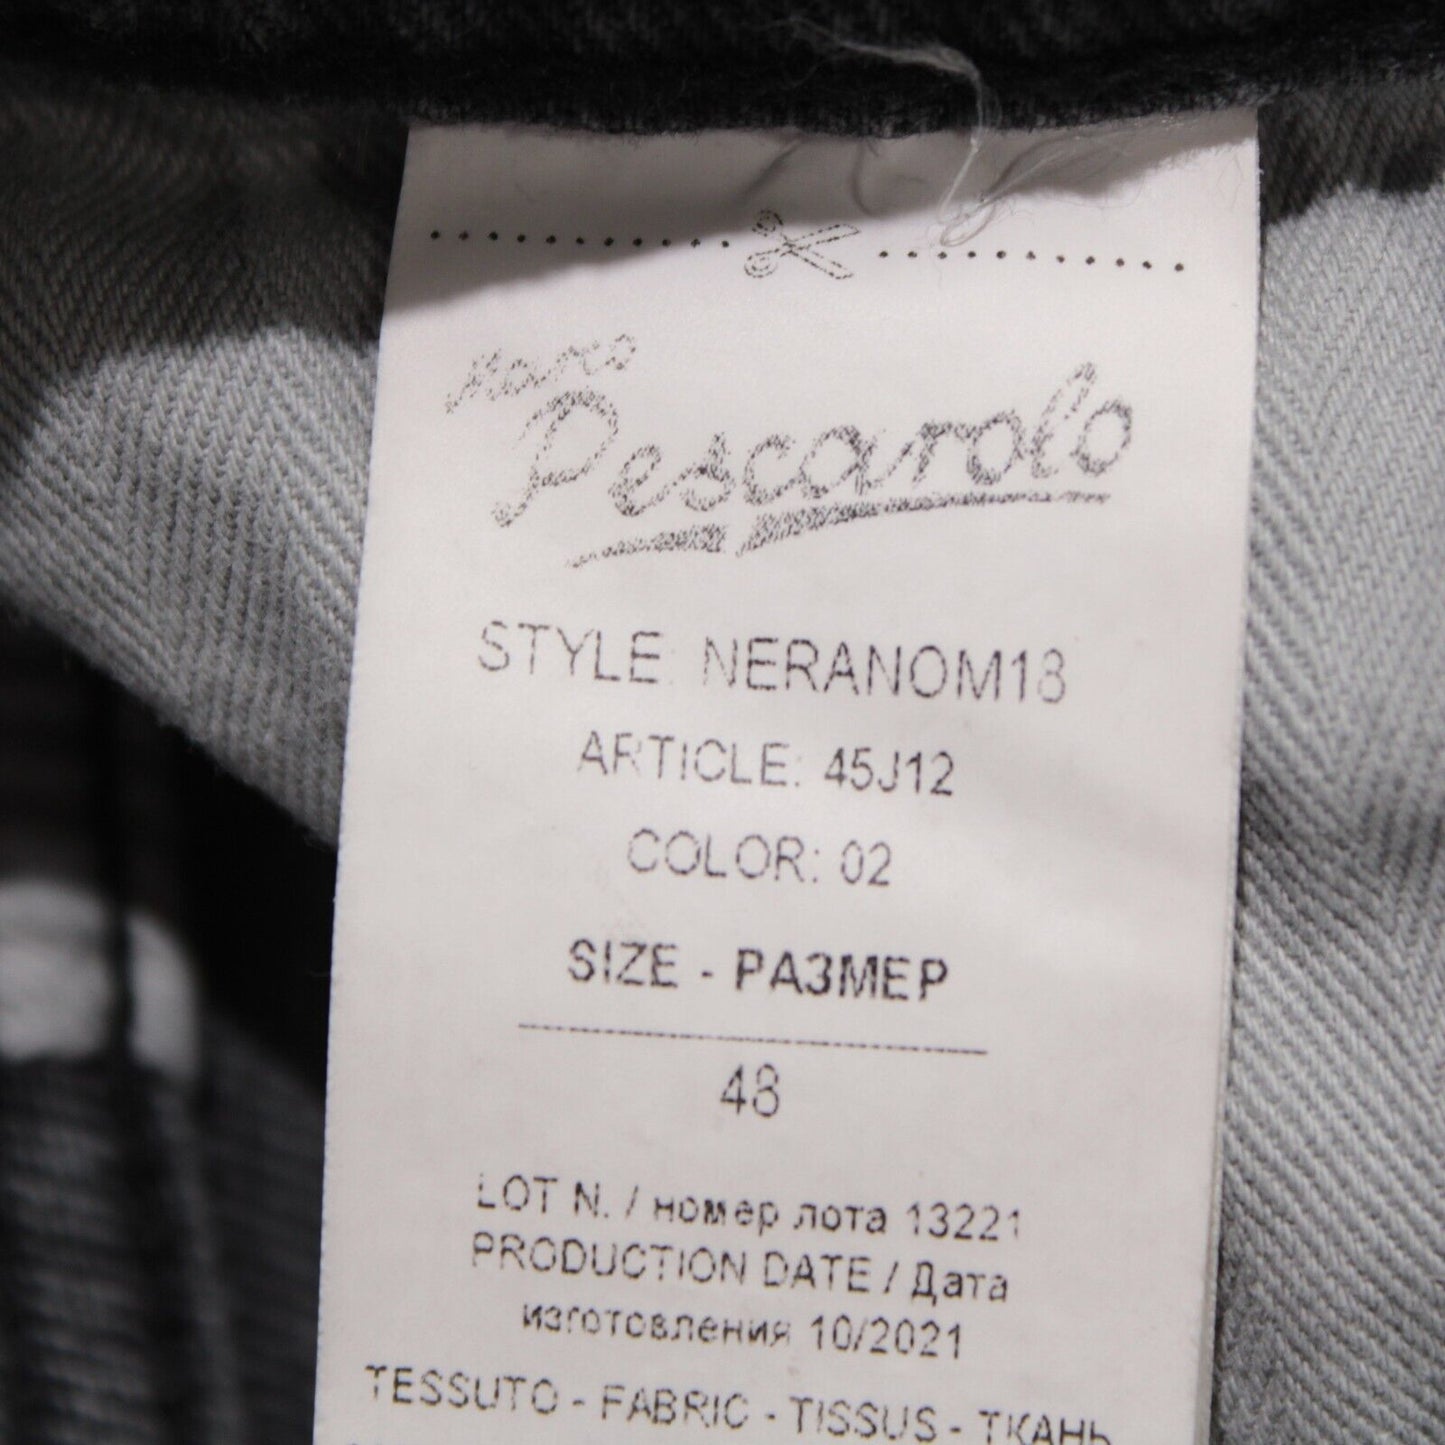 Marco
Pescarolo
STYLE: NERANOM18
ARTICLE: 45J12
COLOR: 02
SIZE - РАЗМЕР
48
LOT N. / номер лота 13221
PRODUCTION DATE / Дата
изготовления 10/2021
TESSUTO - FABRIC - TISSUS - ТКАНЬ